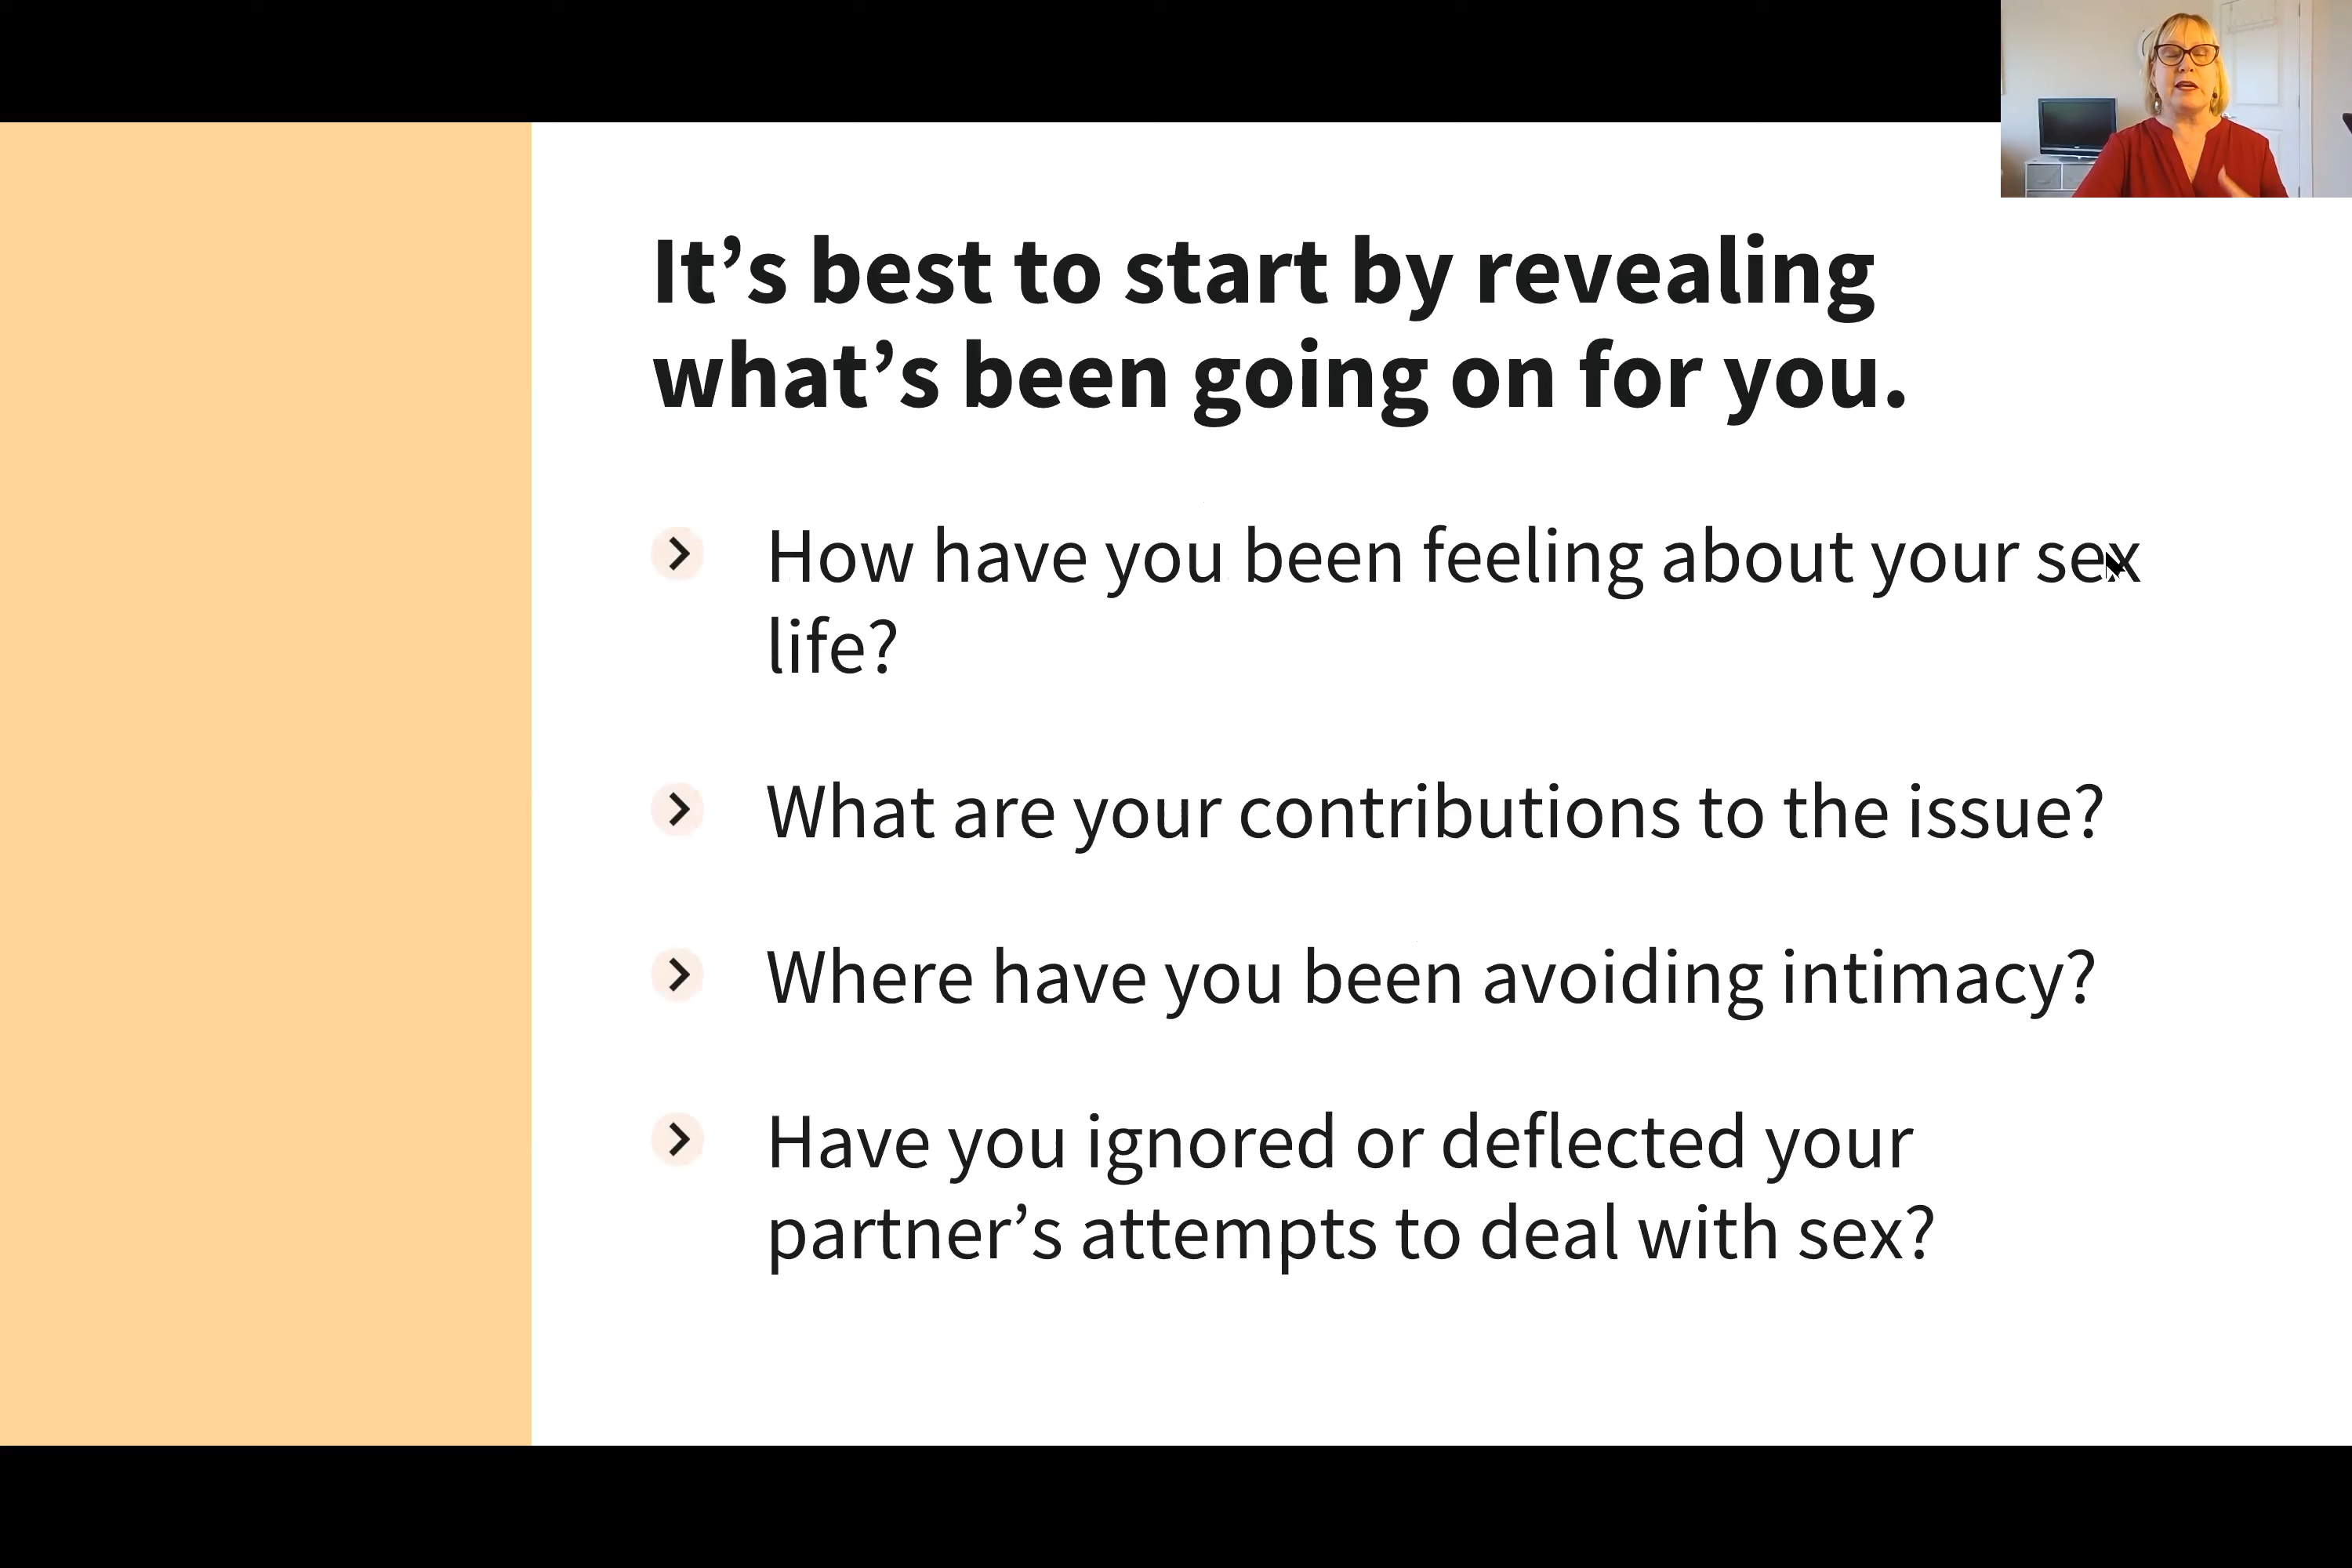 It’s best to start by revealing
what’s been going on for you.
How have you been feeling about your sex
life?
What are your contributions to the issue?
Where have you been avoiding intimacy?
Have you ignored or deflected your
partner’s attempts to deal with sex?